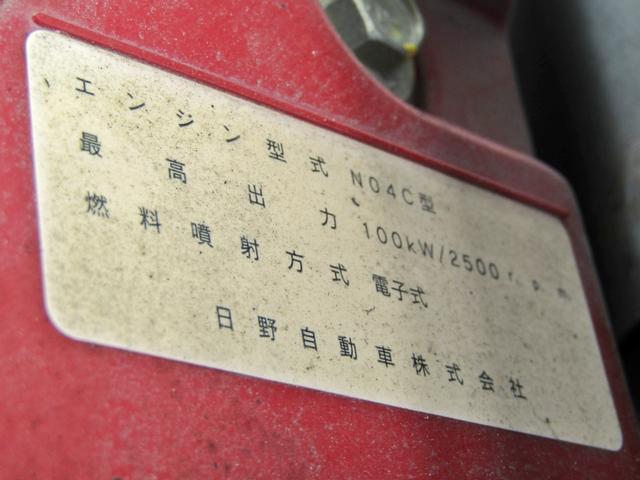 エンジン型式 N04C型
最高出力 100kW/2500r.p.m
燃料噴射方式 電子式
日野自動車株式会社